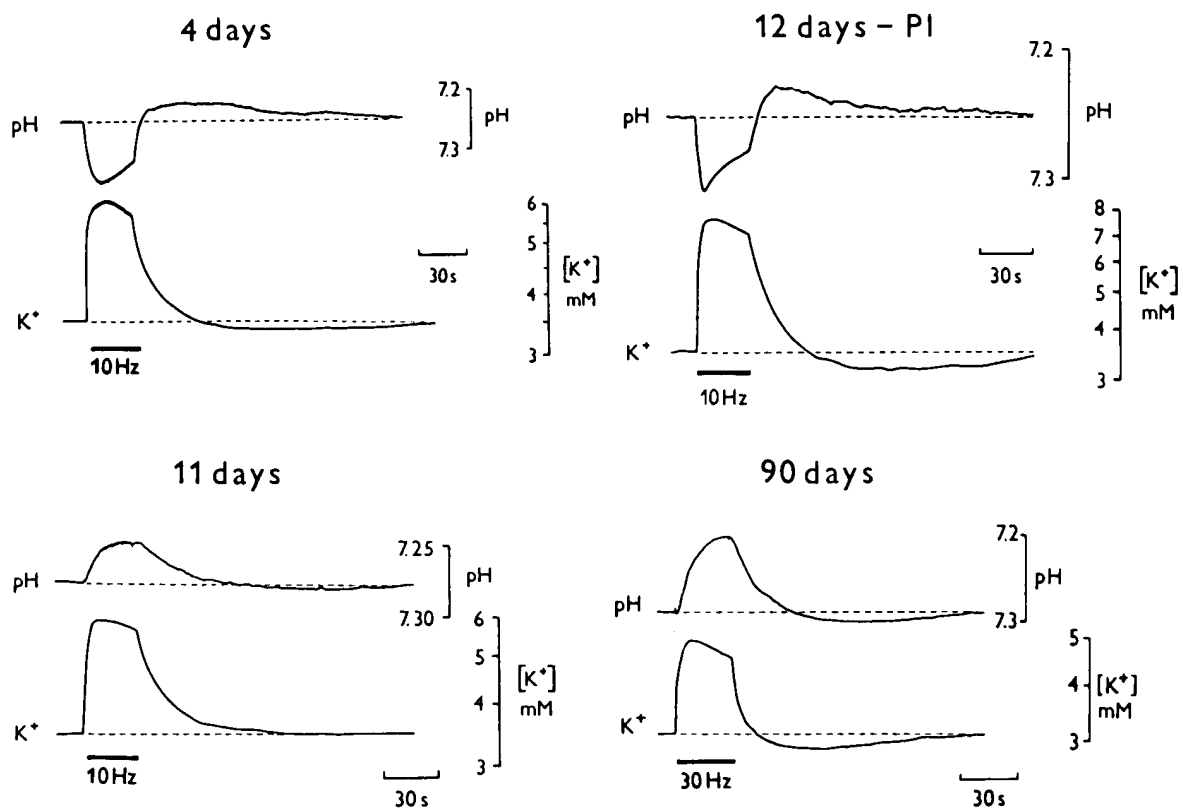 4 days
pH
7.2
pH
7.3
K⁺
6
5
4
3
[K⁺]
mM
30s
10Hz
12 days – PI
pH
7.2
pH
7.3
K⁺
8
7
6
5
4
3
[K⁺]
mM
30s
10Hz
11 days
pH
7.25
pH
7.30
K⁺
6
5
4
3
[K⁺]
mM
10Hz
30s
90 days
pH
7.2
pH
7.3
K⁺
5
4
3
[K⁺]
mM
30Hz
30s